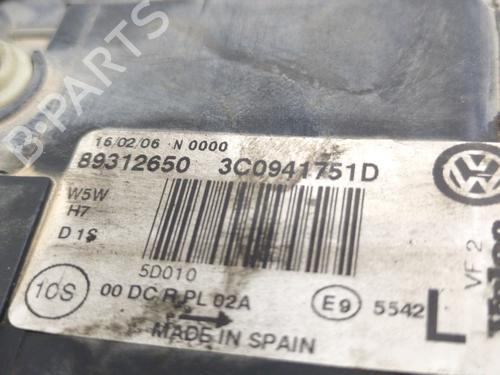 B-PARTS
16/02/06 N 0000
89312650 3C0941751D
W5W
H7
D1S
5D010
10S
00 DC R PL 02A
E9 5542
L
VF 2
MADE IN SPAIN